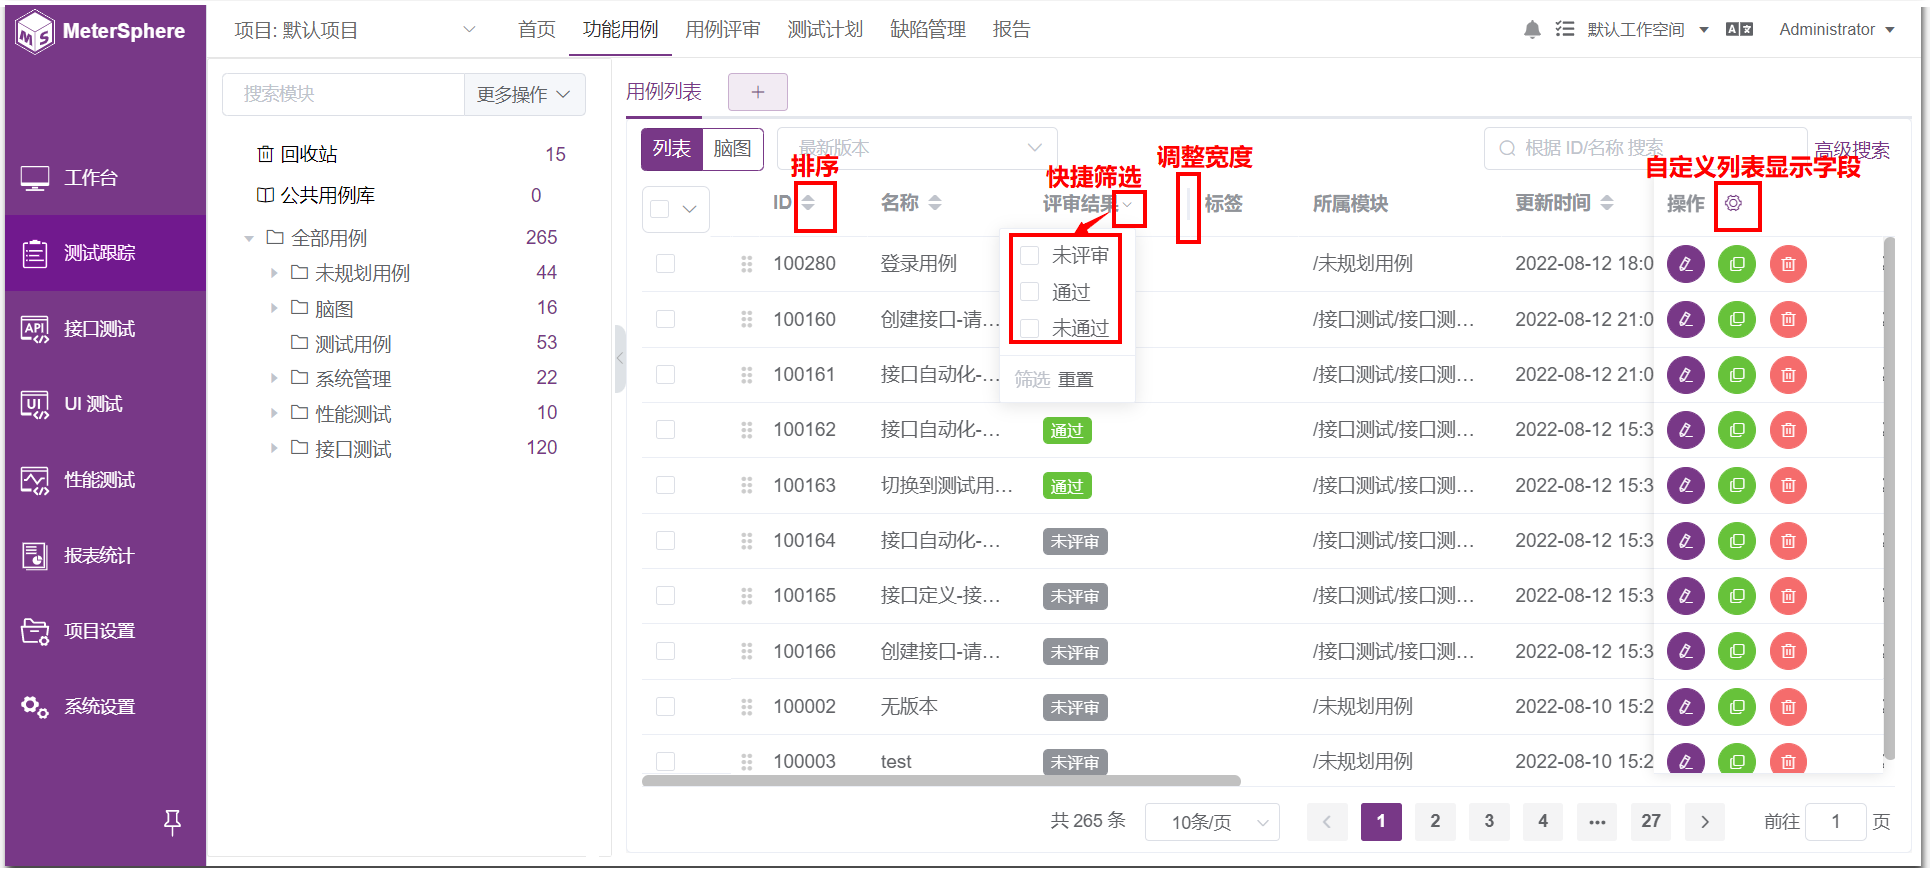 MeterSphere
项目: 默认项目
首页
功能用例
用例评审
测试计划
缺陷管理
报告
默认工作空间
Administrator
工作台
测试跟踪
接口测试
UI 测试
性能测试
报表统计
项目设置
系统设置
搜索模块
更多操作
回收站 15
公共用例库 0
全部用例 265
未规划用例 44
脑图 16
测试用例 53
系统管理 22
性能测试 10
接口测试 120
用例列表
+
列表
脑图
最新版本
根据 ID/名称 搜索
高级搜索
排序
快捷筛选
调整宽度
自定义列表显示字段
ID 名称 评审结果 标签 所属模块 更新时间 操作
未评审
通过
未通过
筛选 重置
100280 登录用例 /未规划用例 2022-08-12 18:0
100160 创建接口-请... /接口测试/接口测... 2022-08-12 21:0
100161 接口自动化-... /接口测试/接口测... 2022-08-12 21:0
100162 接口自动化-... 通过 /接口测试/接口测... 2022-08-12 15:3
100163 切换到测试用... 通过 /接口测试/接口测... 2022-08-12 15:3
100164 接口自动化-... 未评审 /接口测试/接口测... 2022-08-12 15:3
100165 接口定义-接... 未评审 /接口测试/接口测... 2022-08-12 15:3
100166 创建接口-请... 未评审 /接口测试/接口测... 2022-08-12 15:3
100002 无版本 未评审 /未规划用例 2022-08-10 15:2
100003 test 未评审 /未规划用例 2022-08-10 15:2
共 265 条
10条/页
1 2 3 4 ... 27
前往 1 页